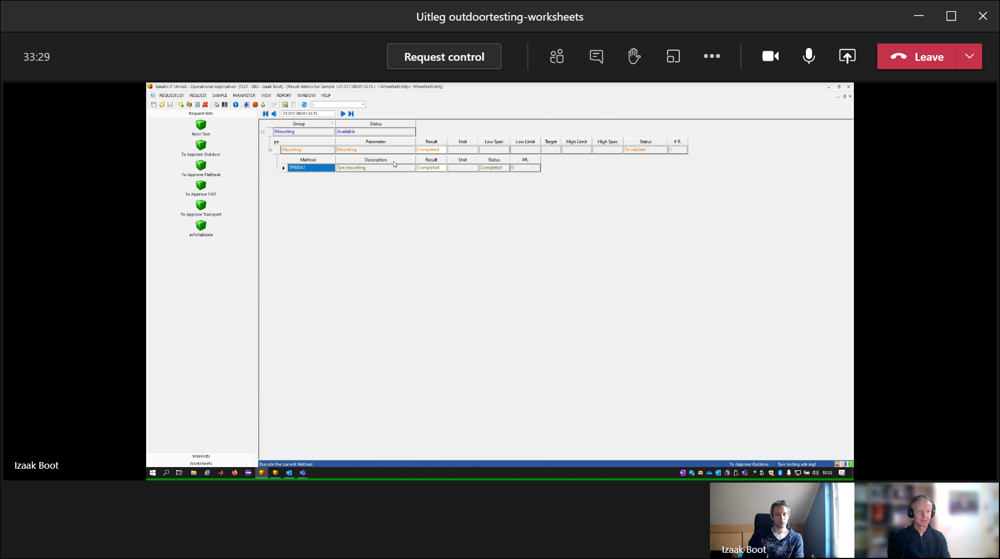 Uitleg outdoortesting-worksheets
33:29
Request control
Leave
Simatic IT Unilab - Operational Application [TEST - IBO - Izaak Boot] - [Result details for Sample <21.017.IBO01.Y2.FL> <WheelSetEntity> WheelSetEntity]
REQUESTLIST REQUEST SAMPLE PARAMETER VIEW REPORT WINDOW HELP
Request lists
21.017.IBO01.Y2.FL
Basic Task
To Approve Outdoor
To Approve Flattrack
To Approve TWT
To Approve Transport
avToValidate
Group Status
Mounting Available
pa Parameter Result Unit Low Spec Low Limit Target High Limit High Spec Status # R.
Mounting Mounting Completed To validate 0
Method Description Result Unit Status #R.
TP800A1 Tyre mounting Completed Completed 0
Worklists
Worksheets
Execute the current Method To Approve Outdoor Tyre testing adv mgt
10:33
Izaak Boot
Izaak Boot